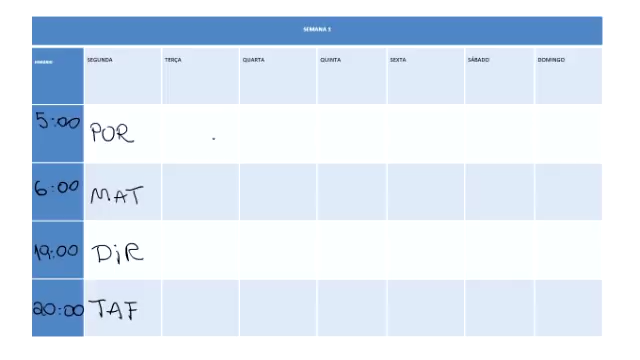 SEMANA 1
HORÁRIO SEGUNDA TERÇA QUARTA QUINTA SEXTA SÁBADO DOMINGO
5:00 POR
6:00 MAT
19:00 DIR
20:00 TAF